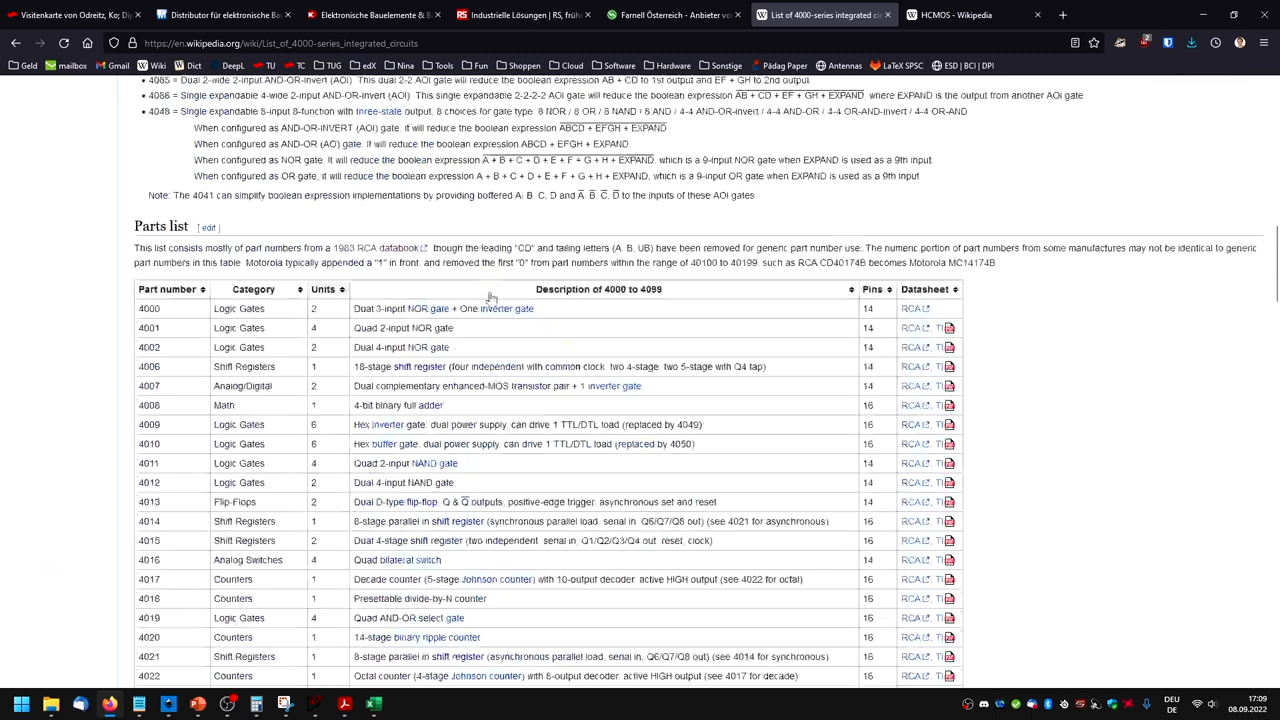 Visitenkarte von Odreitz, Ko; Dip
Distributor für elektronische Ba
Elektronische Bauelemente & B
Industrielle Lösungen | RS, früh
Farnell Österreich - Anbieter von
List of 4000-series integrated cir
HCMOS - Wikipedia
https://en.wikipedia.org/wiki/List_of_4000-series_integrated_circuits
Geld mailbox Gmail Wiki Dict DeepL TU TC TUG edX Nina Tools Fun Shoppen Cloud Software Hardware Sonstige Pädag Paper Antennas LaTeX SPSC ESD | BCI | DPI
• 4085 = Dual 2-wide 2-input AND-OR-Invert (AOI). This dual 2-2 AOI gate will reduce the boolean expression AB + CD to 1st output and EF + GH to 2nd output.
• 4086 = Single expandable 4-wide 2-input AND-OR-invert (AOI). This single expandable 2-2-2-2 AOI gate will reduce the boolean expression AB + CD + EF + GH + EXPAND, where EXPAND is the output from another AOI gate
• 4048 = Single expandable 8-input 8-function with three-state output, 8 choices for gate type: 8 NOR / 8 OR / 8 NAND / 8 AND / 4-4 AND-OR-Invert / 4-4 AND-OR / 4-4 OR-AND-Invert / 4-4 OR-AND
When configured as AND-OR-INVERT (AOI) gate, it will reduce the boolean expression ABCD + EFGH + EXPAND
When configured as AND-OR (AO) gate, it will reduce the boolean expression ABCD + EFGH + EXPAND
When configured as NOR gate, it will reduce the boolean expression A + B + C + D + E + F + G + H + EXPAND, which is a 9-input NOR gate when EXPAND is used as a 9th input.
When configured as OR gate, it will reduce the boolean expression A + B + C + D + E + F + G + H + EXPAND, which is a 9-input OR gate when EXPAND is used as a 9th input
Note: The 4041 can simplify boolean expression implementations by providing buffered A, B, C, D and A, B, C, D to the inputs of these AOI gates
Parts list [ edit ]
This list consists mostly of part numbers from a 1983 RCA databook, though the leading "CD" and tailing letters (A, B, UB) have been removed for generic part number use. The numeric portion of part numbers from some manufactures may not be identical to generic
part numbers in this table. Motorola typically appended a "1" in front, and removed the first "0" from part numbers within the range of 40100 to 40199, such as RCA CD40174B becomes Motorola MC14174B.
Part number Category Units Description of 4000 to 4099 Pins Datasheet
4000 Logic Gates 2 Dual 3-input NOR gare + One inverter gate 14 RCA
4001 Logic Gates 4 Quad 2-input NOR gate 14 RCA, TI
4002 Logic Gates 2 Dual 4-input NOR gate 14 RCA, TI
4006 Shift Registers 1 18-stage shift register (four independent) with common clock: two 4-stage, two 5-stage with Q4 tap) 14 RCA, TI
4007 Analog/Digital 2 Dual complementary enhanced-MOS transistor pair + 1 inverter gate 14 RCA, TI
4008 Math 1 4-bit binary full adder 16 RCA, TI
4009 Logic Gates 6 Hex inverter gate, dual power supply, can drive 1 TTL/DTL load (replaced by 4049) 16 RCA, TI
4010 Logic Gates 6 Hex buffer gate, dual power supply, can drive 1 TTL/DTL load (replaced by 4050) 16 RCA, TI
4011 Logic Gates 4 Quad 2-input NAND gate 14 RCA, TI
4012 Logic Gates 2 Dual 4-input NAND gate 14 RCA, TI
4013 Flip-Flops 2 Dual D-type flip-flop, Q & Q outputs, positive-edge trigger, asynchronous set and reset 14 RCA, TI
4014 Shift Registers 1 8-stage parallel in shift register (synchronous parallel load, serial in, Q6/Q7/Q8 out) (see 4021 for asynchronous) 16 RCA, TI
4015 Shift Registers 2 Dual 4-stage shift register (two independent, serial in, Q1/Q2/Q3/Q4 out, reset, clock) 16 RCA, TI
4016 Analog Switches 4 Quad bilateral switch 14 RCA, TI
4017 Counters 1 Decade counter (5-stage Johnson counter) with 10-output decoder, active HIGH output (see 4022 for octal) 16 RCA, TI
4018 Counters 1 Presettable divide-by-N counter 16 RCA, TI
4019 Logic Gates 4 Quad AND-OR select gate 16 RCA, TI
4020 Counters 1 14-stage binary ripple counter 16 RCA, TI
4021 Shift Registers 1 8-stage parallel in shift register (asynchronous parallel load, serial in, Q6/Q7/Q8 out) (see 4014 for synchronous) 16 RCA, TI
4022 Counters 1 Octal counter (4-stage Johnson counter) with 8-output decoder, active HIGH output (see 4017 for decade) 16 RCA, TI
DEU
DE
17:09
08.09.2022